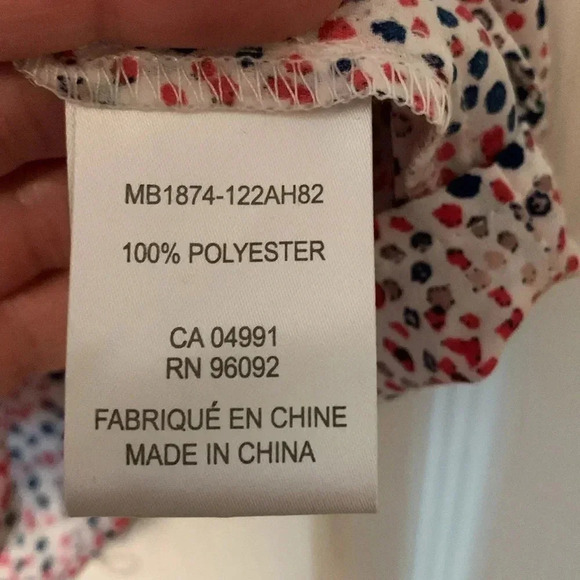 MB1874-122AH82
100% POLYESTER
CA 04991
RN 96092
FABRIQUÉ EN CHINE
MADE IN CHINA